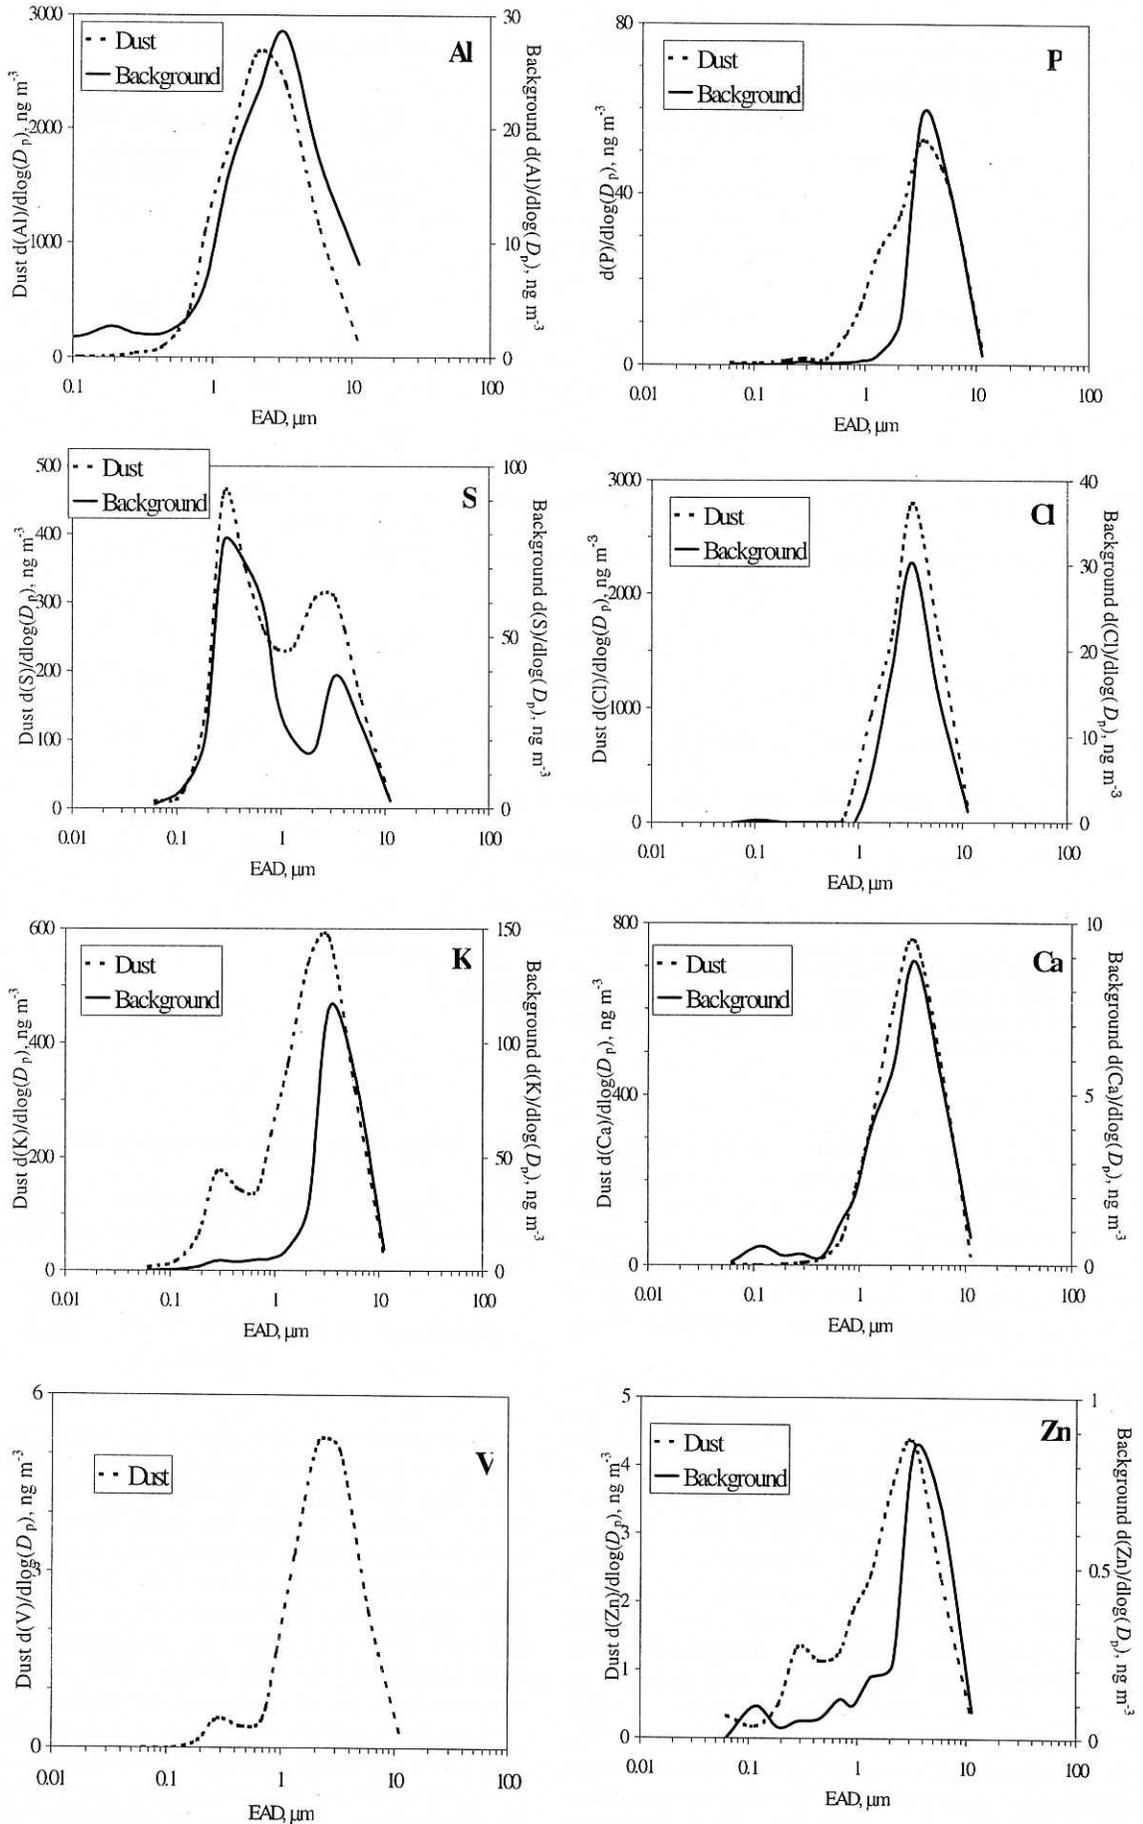 Al
Dust
Background
3000
2000
1000
0
30
20
10
0
0.1 1 10 100
EAD, μm
Dust d(Al)/dlog(Dp), ng m-3
Background d(Al)/dlog(Dp), ng m-3
P
Dust
Background
80
40
0
0.01 0.1 1 10 100
EAD, μm
d(P)/dlog(Dp), ng m-3
S
Dust
Background
500
400
300
200
100
0
100
50
0
0.01 0.1 1 10 100
EAD, μm
Dust d(S)/dlog(Dp), ng m-3
Background d(S)/dlog(Dp), ng m-3
Cl
Dust
Background
3000
2000
1000
0
40
30
20
10
0
0.01 0.1 1 10 100
EAD, μm
Dust d(Cl)/dlog(Dp), ng m-3
Background d(Cl)/dlog(Dp), ng m-3
K
Dust
Background
600
400
200
0
150
100
50
0
0.01 0.1 1 10 100
EAD, μm
Dust d(K)/dlog(Dp), ng m-3
Background d(K)/dlog(Dp), ng m-3
Ca
Dust
Background
800
400
0
10
5
0
0.01 0.1 1 10 100
EAD, μm
Dust d(Ca)/dlog(Dp), ng m-3
Background d(Ca)/dlog(Dp), ng m-3
V
Dust
6
3
0
0.01 0.1 1 10 100
EAD, μm
Dust d(V)/dlog(Dp), ng m-3
Zn
Dust
Background
5
4
3
2
1
0
1
0.5
0
0.01 0.1 1 10 100
EAD, μm
Dust d(Zn)/dlog(Dp), ng m-3
Background d(Zn)/dlog(Dp), ng m-3